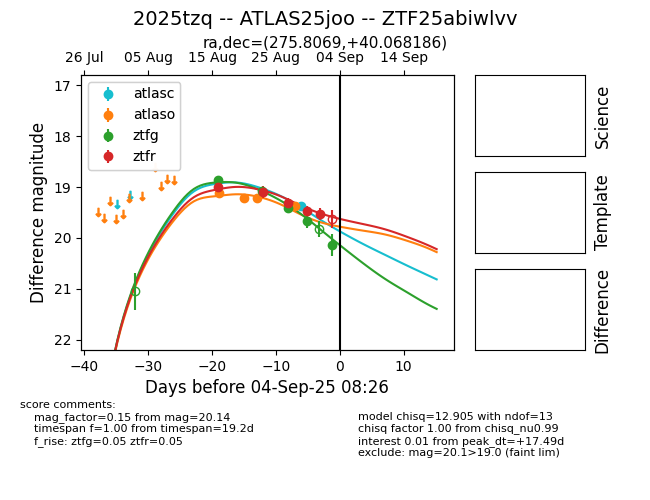 2025tzq -- ATLAS25joo -- ZTF25abiwlvv
ra,dec=(275.8069,+40.068186)
26 Jul 05 Aug 15 Aug 25 Aug 04 Sep 14 Sep
17
18
19
20
21
22
Difference magnitude
atlasc
atlaso
ztfg
ztfr
−40 −30 −20 −10 0 10
Days before 04-Sep-25 08:26
Science
Template
Difference
score comments:
mag_factor=0.15 from mag=20.14
timespan f=1.00 from timespan=19.2d
f_rise: ztfg=0.05 ztfr=0.05
model chisq=12.905 with ndof=13
chisq factor 1.00 from chisq_nu0.99
interest 0.01 from peak_dt=+17.49d
exclude: mag=20.1>19.0 (faint lim)